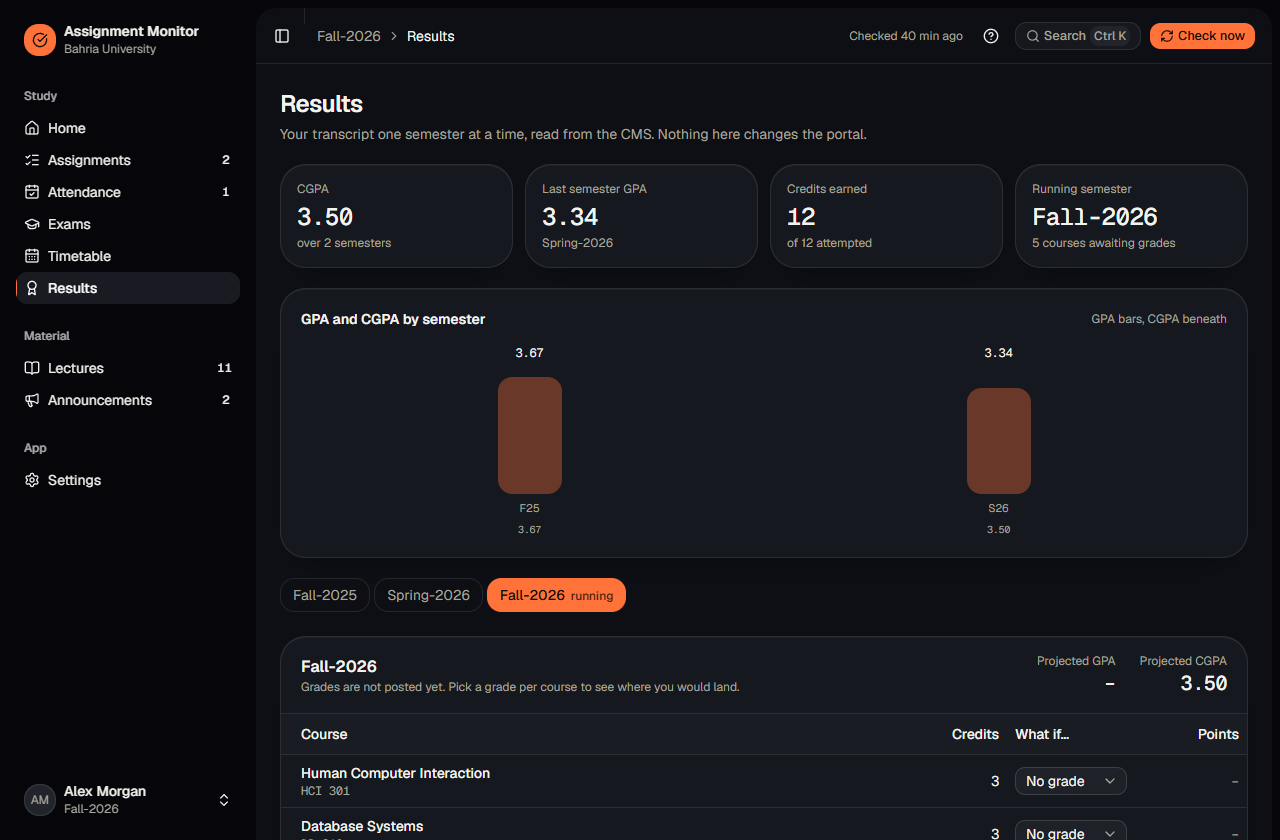 Assignment Monitor
Bahria University
Study
Home
Assignments 2
Attendance 1
Exams
Timetable
Results
Material
Lectures 11
Announcements 2
App
Settings
AM
Alex Morgan
Fall-2026
Fall-2026 > Results
Checked 40 min ago
Search Ctrl K
Check now
Results
Your transcript one semester at a time, read from the CMS. Nothing here changes the portal.
CGPA
3.50
over 2 semesters
Last semester GPA
3.34
Spring-2026
Credits earned
12
of 12 attempted
Running semester
Fall-2026
5 courses awaiting grades
GPA and CGPA by semester
GPA bars, CGPA beneath
3.67 3.34
F25 S26
3.67 3.50
Fall-2025 Spring-2026 Fall-2026 running
Fall-2026
Grades are not posted yet. Pick a grade per course to see where you would land.
Projected GPA
–
Projected CGPA
3.50
Course Credits What if… Points
Human Computer Interaction
HCI 301
3 No grade –
Database Systems
3 No grade –